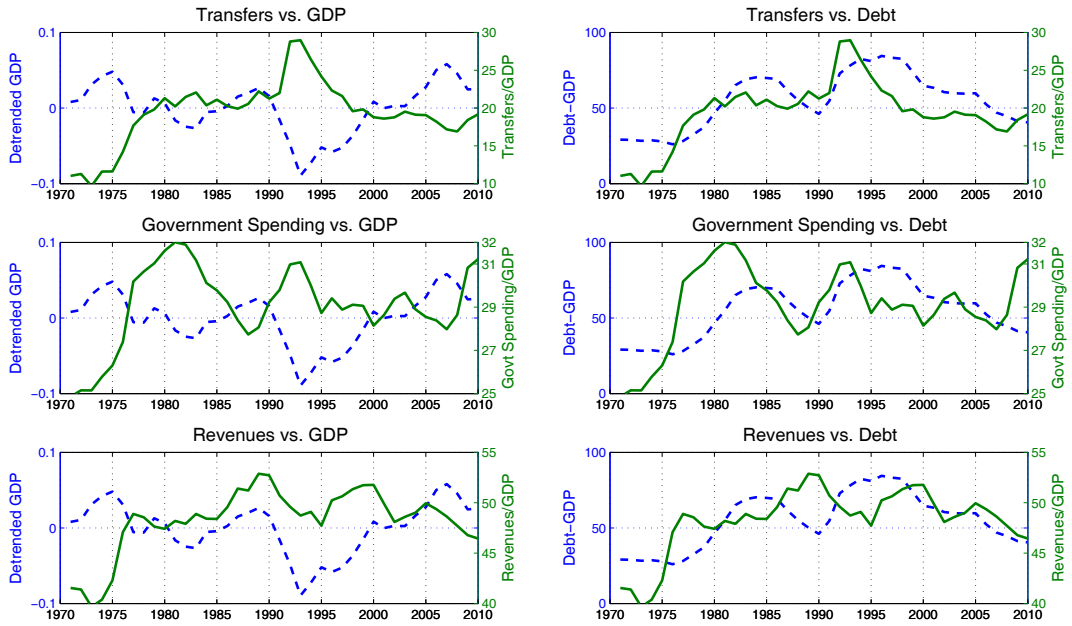 Transfers vs. GDP
0.1
0
−0.1
Detrended GDP
30
25
20
15
10
Transfers/GDP
1970 1975 1980 1985 1990 1995 2000 2005 2010
Transfers vs. Debt
100
50
0
Debt−GDP
30
25
20
15
10
Transfers/GDP
1970 1975 1980 1985 1990 1995 2000 2005 2010
Government Spending vs. GDP
0.1
0
−0.1
Detrended GDP
32
31
29
27
25
Govt Spending/GDP
1970 1975 1980 1985 1990 1995 2000 2005 2010
Government Spending vs. Debt
100
50
0
Debt−GDP
32
31
29
27
25
Govt Spending/GDP
1970 1975 1980 1985 1990 1995 2000 2005 2010
Revenues vs. GDP
0.1
0
−0.1
Detrended GDP
55
50
45
40
Revenues/GDP
1970 1975 1980 1985 1990 1995 2000 2005 2010
Revenues vs. Debt
100
50
0
Debt−GDP
55
50
45
40
Revenues/GDP
1970 1975 1980 1985 1990 1995 2000 2005 2010